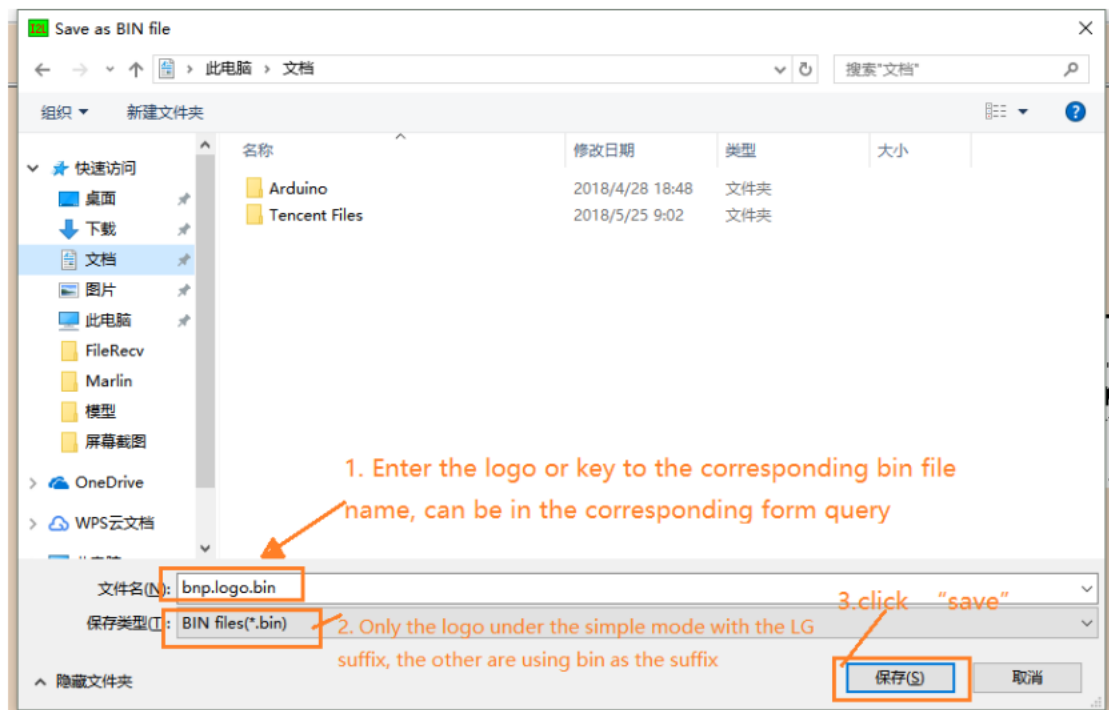 I2L Save as BIN file
此电脑 > 文档
搜索"文档"
组织 新建文件夹
名称 修改日期 类型 大小
快速访问
桌面
下载
文档
图片
此电脑
FileRecv
Marlin
模型
屏幕截图
OneDrive
WPS云文档
Arduino 2018/4/28 18:48 文件夹
Tencent Files 2018/5/25 9:02 文件夹
1. Enter the logo or key to the corresponding bin file
name, can be in the corresponding form query
文件名(N): bnp.logo.bin
保存类型(T): BIN files(*.bin)
2. Only the logo under the simple mode with the LG
suffix, the other are using bin as the suffix
3.click “save”
隐藏文件夹
保存(S) 取消